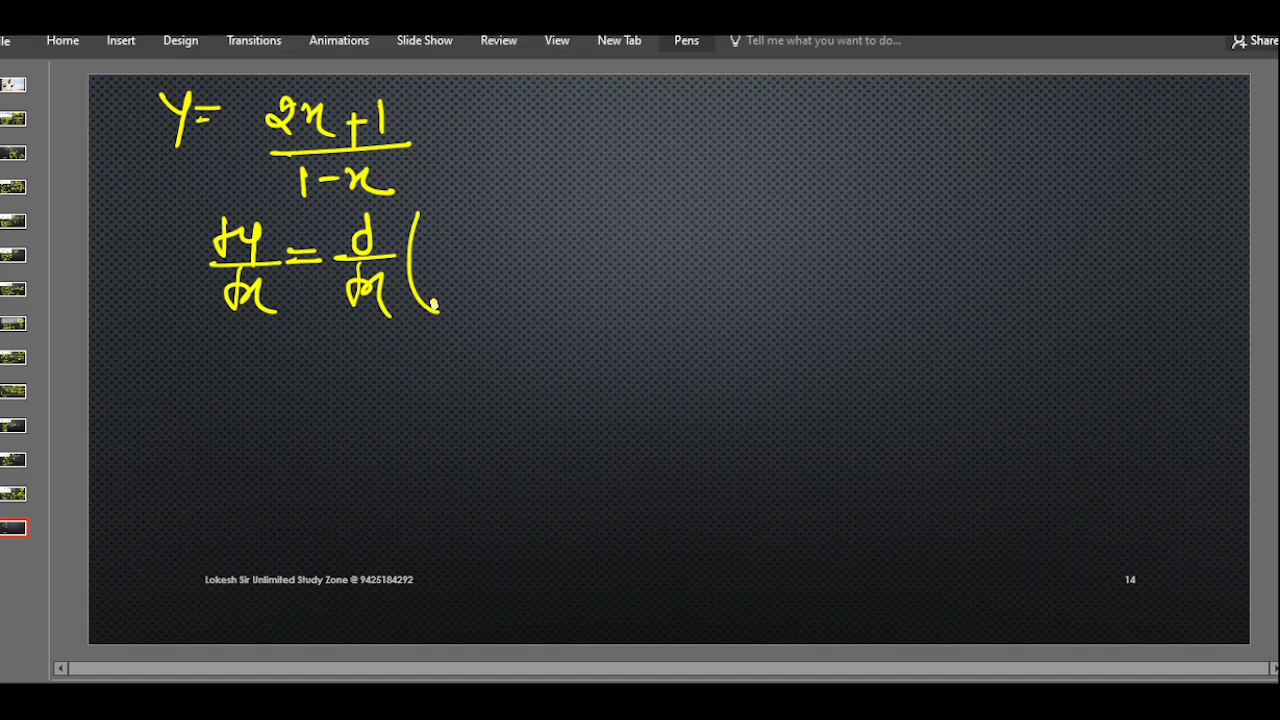 le Home Insert Design Transitions Animations Slide Show Review View New Tab Pens Tell me what you want to do... Share
y = 2x + 1
1 - x
dy = d (
dx dx
Lokesh Sir Unlimited Study Zone @ 9425184292 14